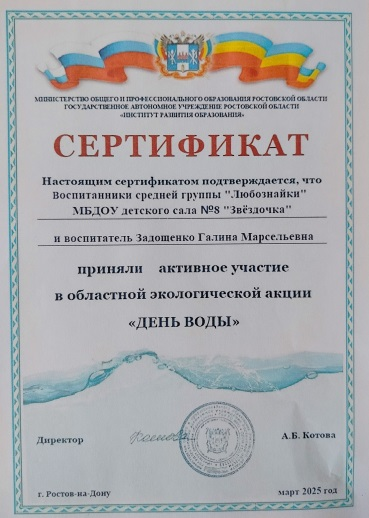 МИНИСТЕРСТВО ОБЩЕГО И ПРОФЕССИОНАЛЬНОГО ОБРАЗОВАНИЯ РОСТОВСКОЙ ОБЛАСТИ
ГОСУДАРСТВЕННОЕ АВТОНОМНОЕ УЧРЕЖДЕНИЕ РОСТОВСКОЙ ОБЛАСТИ
«ИНСТИТУТ РАЗВИТИЯ ОБРАЗОВАНИЯ»
СЕРТИФИКАТ
Настоящим сертификатом подтверждается, что
Воспитанники средней группы "Любознайки"
МБДОУ детского сала №8 "Звёздочка"
и воспитатель Задощенко Галина Марсельевна
приняли активное участие
в областной экологической акции
«ДЕНЬ ВОДЫ»
Директор
А.Б. Котова
г. Ростов-на-Дону
март 2025 год